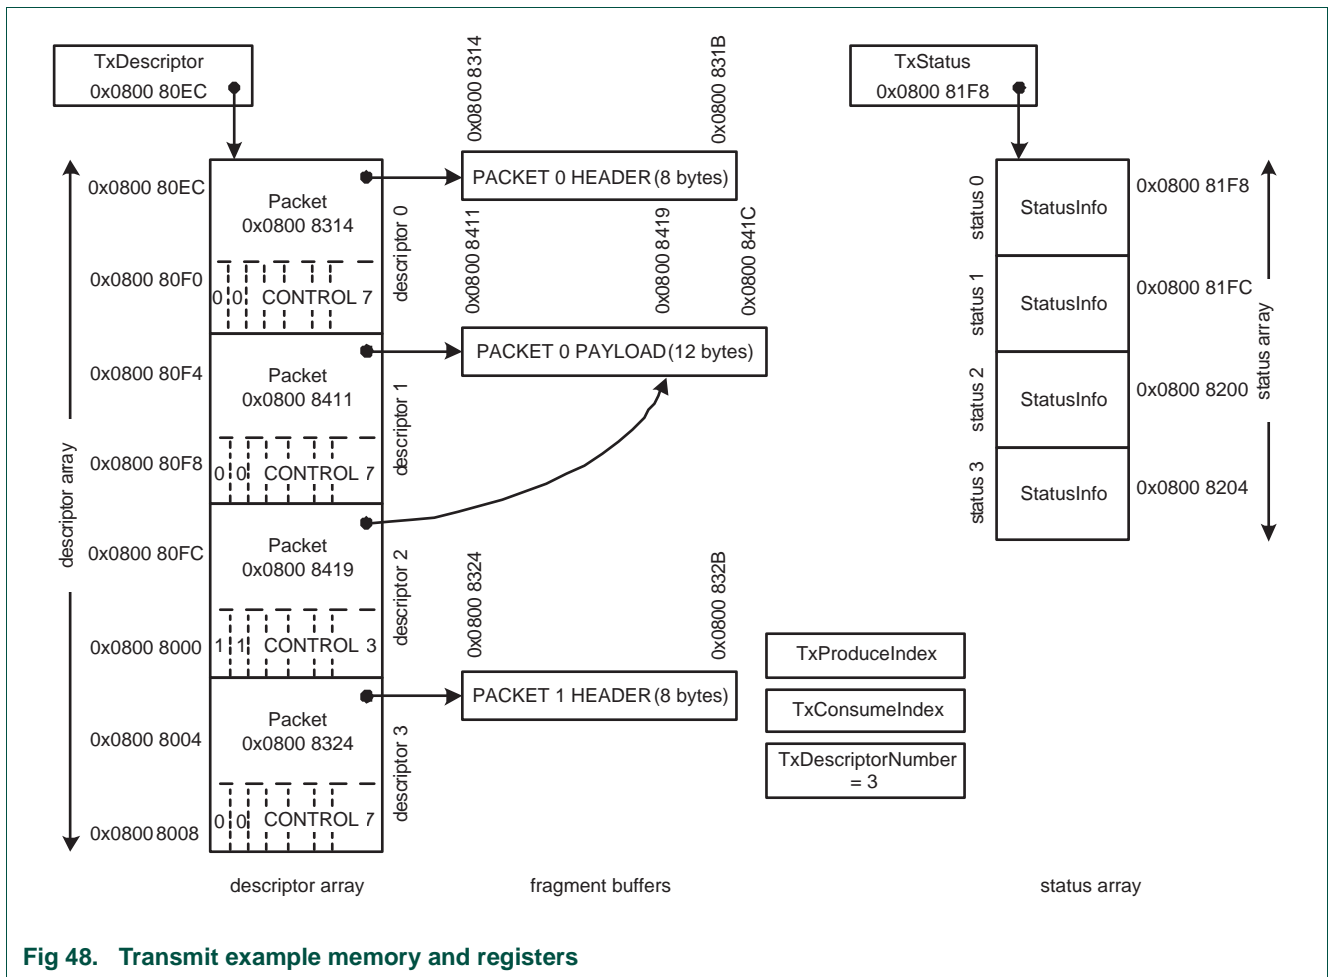 TxDescriptor
0x0800 80EC
TxStatus
0x0800 81F8
descriptor array
0x0800 80EC
0x0800 80F0
0x0800 80F4
0x0800 80F8
0x0800 80FC
0x0800 8000
0x0800 8004
0x0800 8008
Packet
0x0800 8314
0 0 CONTROL 7
descriptor 0
Packet
0x0800 8411
0 0 CONTROL 7
descriptor 1
Packet
0x0800 8419
1 1 CONTROL 3
descriptor 2
Packet
0x0800 8324
0 0 CONTROL 7
descriptor 3
0x0800 8314
0x0800 831B
PACKET 0 HEADER (8 bytes)
0x0800 8411
0x0800 8419
0x0800 841C
PACKET 0 PAYLOAD (12 bytes)
0x0800 8324
0x0800 832B
PACKET 1 HEADER (8 bytes)
TxProduceIndex
TxConsumeIndex
TxDescriptorNumber
= 3
status 0
StatusInfo
0x0800 81F8
status 1
StatusInfo
0x0800 81FC
status 2
StatusInfo
0x0800 8200
status 3
StatusInfo
0x0800 8204
status array
descriptor array
fragment buffers
status array
Fig 48. Transmit example memory and registers